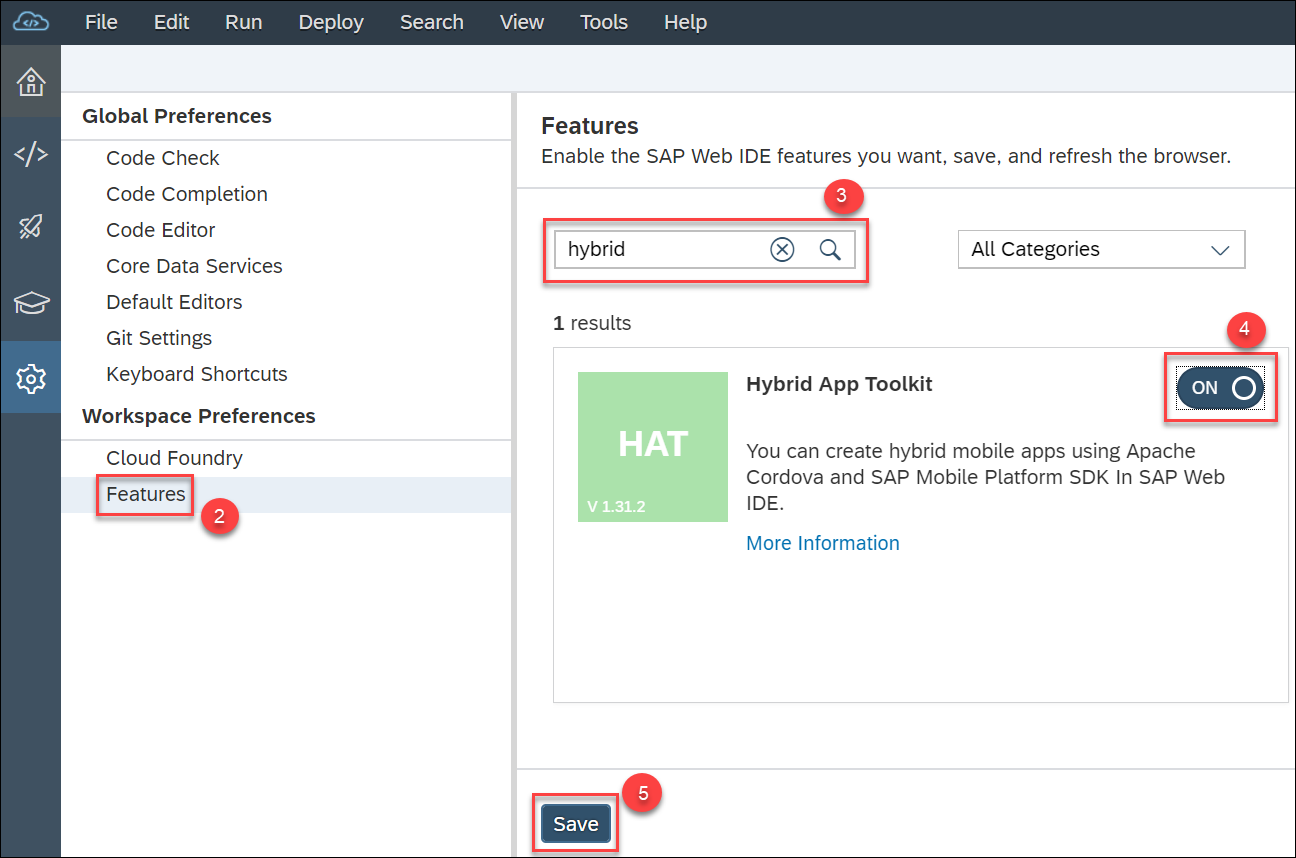 File Edit Run Deploy Search View Tools Help
Global Preferences
Code Check
Code Completion
Code Editor
Core Data Services
Default Editors
Git Settings
Keyboard Shortcuts
Workspace Preferences
Cloud Foundry
Features
2
Features
Enable the SAP Web IDE features you want, save, and refresh the browser.
3
hybrid
All Categories
1 results
4
HAT
V 1.31.2
Hybrid App Toolkit
ON
You can create hybrid mobile apps using Apache
Cordova and SAP Mobile Platform SDK In SAP Web
IDE.
More Information
5
Save